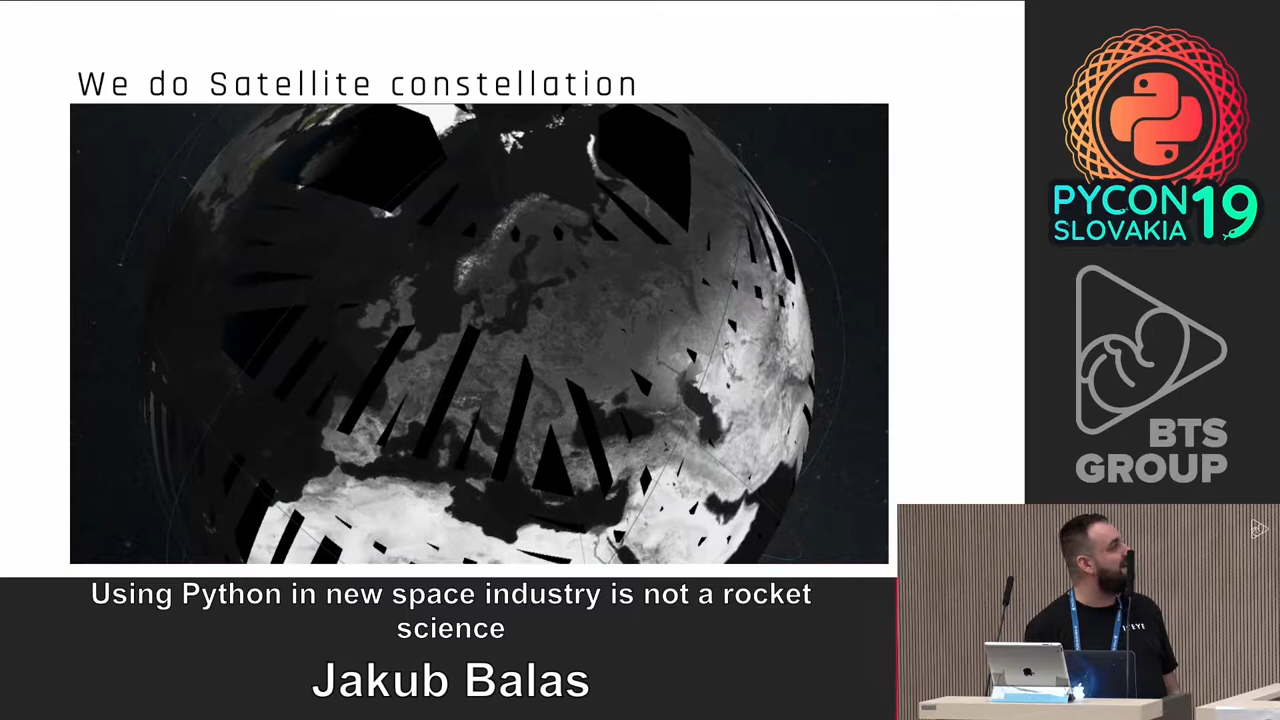 We do Satellite constellation
PYCON
SLOVAKIA
19
BTS
GROUP
Using Python in new space industry is not a rocket
science
Jakub Balas